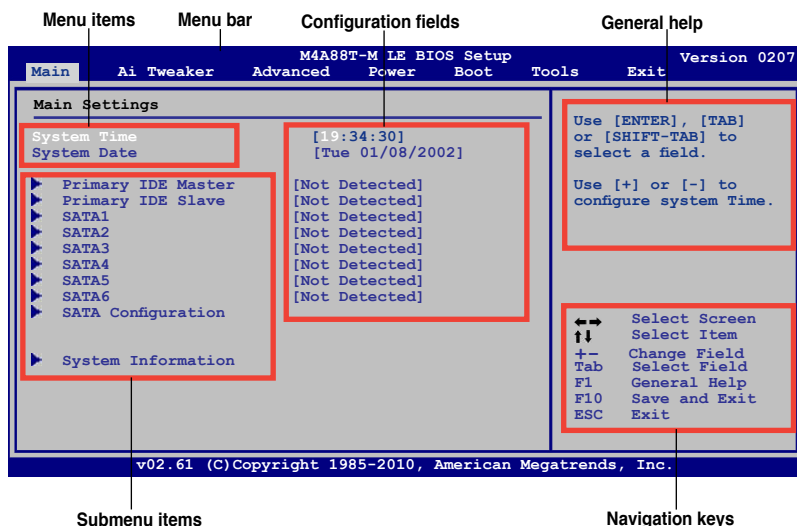 Menu items Menu bar Configuration fields General help
M4A88T-M LE BIOS Setup Version 0207
Main Ai Tweaker Advanced Power Boot Tools Exit
Main Settings
System Time [19:34:30]
System Date [Tue 01/08/2002]
Primary IDE Master [Not Detected]
Primary IDE Slave [Not Detected]
SATA1 [Not Detected]
SATA2 [Not Detected]
SATA3 [Not Detected]
SATA4 [Not Detected]
SATA5 [Not Detected]
SATA6 [Not Detected]
SATA Configuration
System Information
Use [ENTER], [TAB]
or [SHIFT-TAB] to
select a field.
Use [+] or [-] to
configure system Time.
←→ Select Screen
↑↓ Select Item
+- Change Field
Tab Select Field
F1 General Help
F10 Save and Exit
ESC Exit
v02.61 (C)Copyright 1985-2010, American Megatrends, Inc.
Submenu items Navigation keys